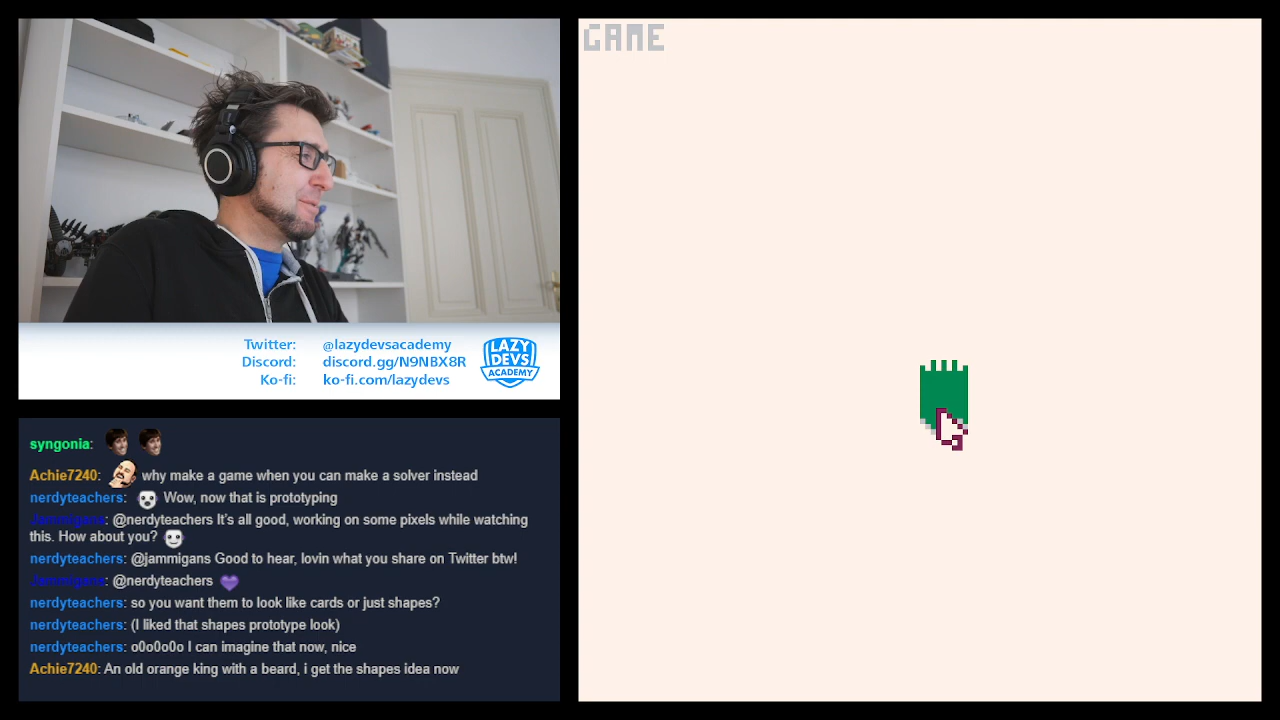 GAME
Twitter: @lazydevsacademy
Discord: discord.gg/N9NBX8R
Ko-fi: ko-fi.com/lazydevs
LAZY
DEVS
ACADEMY
syngonia:
Achie7240: why make a game when you can make a solver instead
nerdyteachers: Wow, now that is prototyping
Jammigans: @nerdyteachers It's all good, working on some pixels while watching
this. How about you?
nerdyteachers: @jammigans Good to hear, lovin what you share on Twitter btw!
Jammigans: @nerdyteachers
nerdyteachers: so you want them to look like cards or just shapes?
nerdyteachers: (I liked that shapes prototype look)
nerdyteachers: o0o0o0o I can imagine that now, nice
Achie7240: An old orange king with a beard, i get the shapes idea now